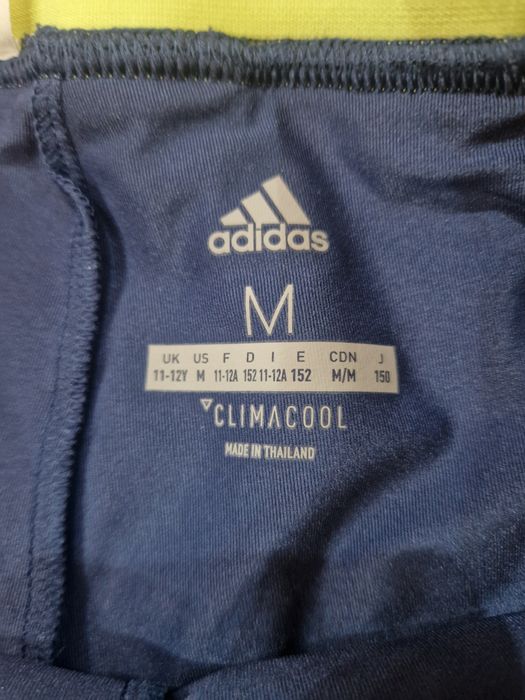 adidas
M
UK US F D I E CDN J
11-12Y M 11-12A 152 11-12A 152 M/M 150
CLIMACOOL
MADE IN THAILAND